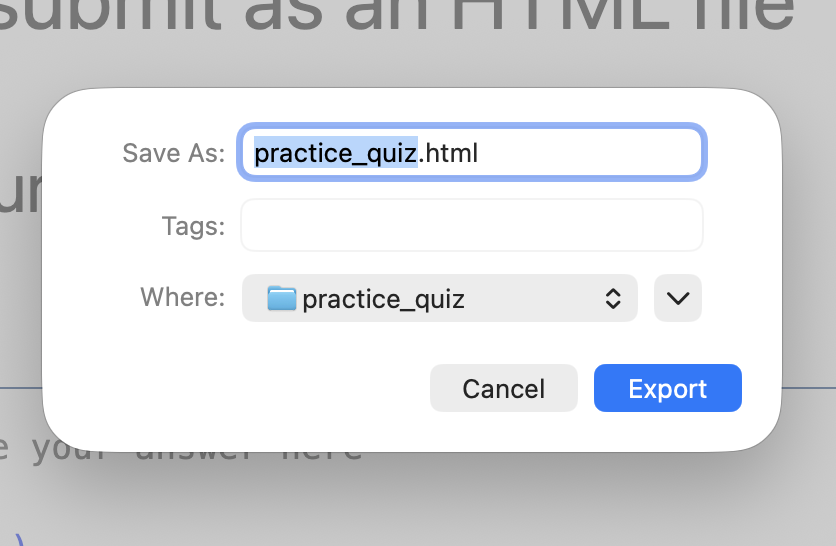 submit as an HTML file
Save As: practice_quiz.html
Tags:
Where: practice_quiz
Cancel Export
your answer here
)